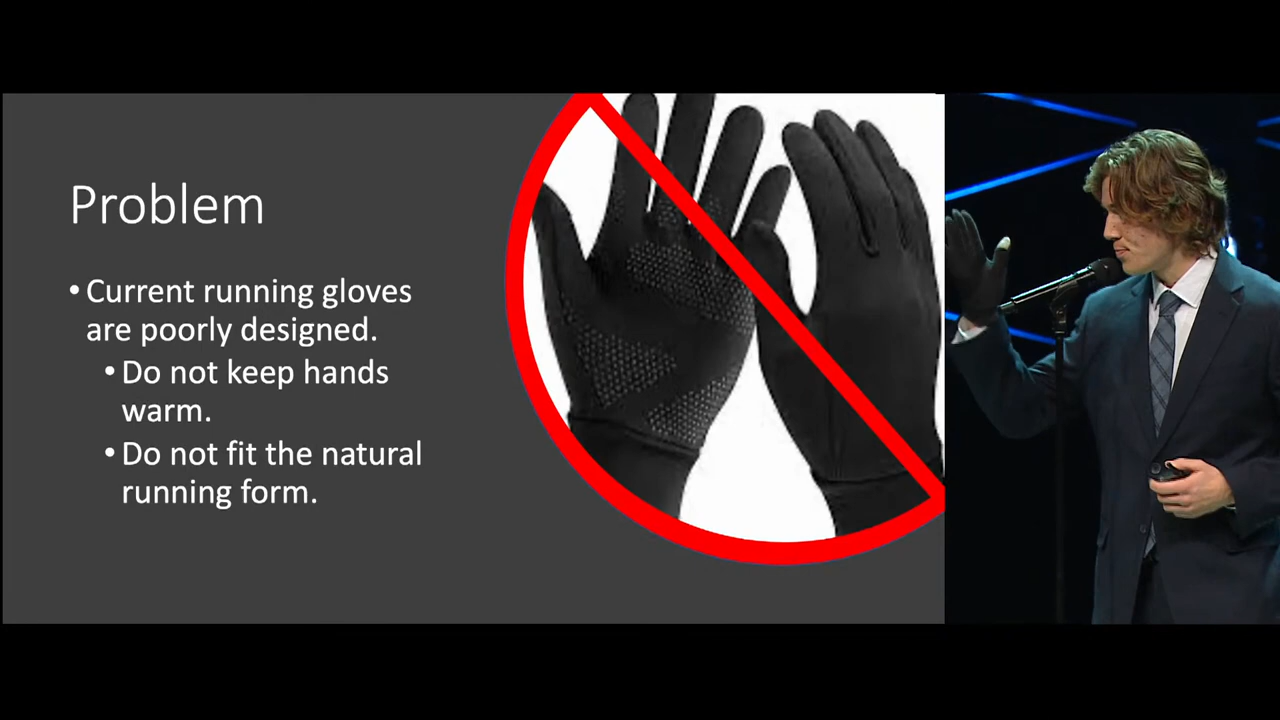 Problem
• Current running gloves
are poorly designed.
• Do not keep hands
warm.
• Do not fit the natural
running form.